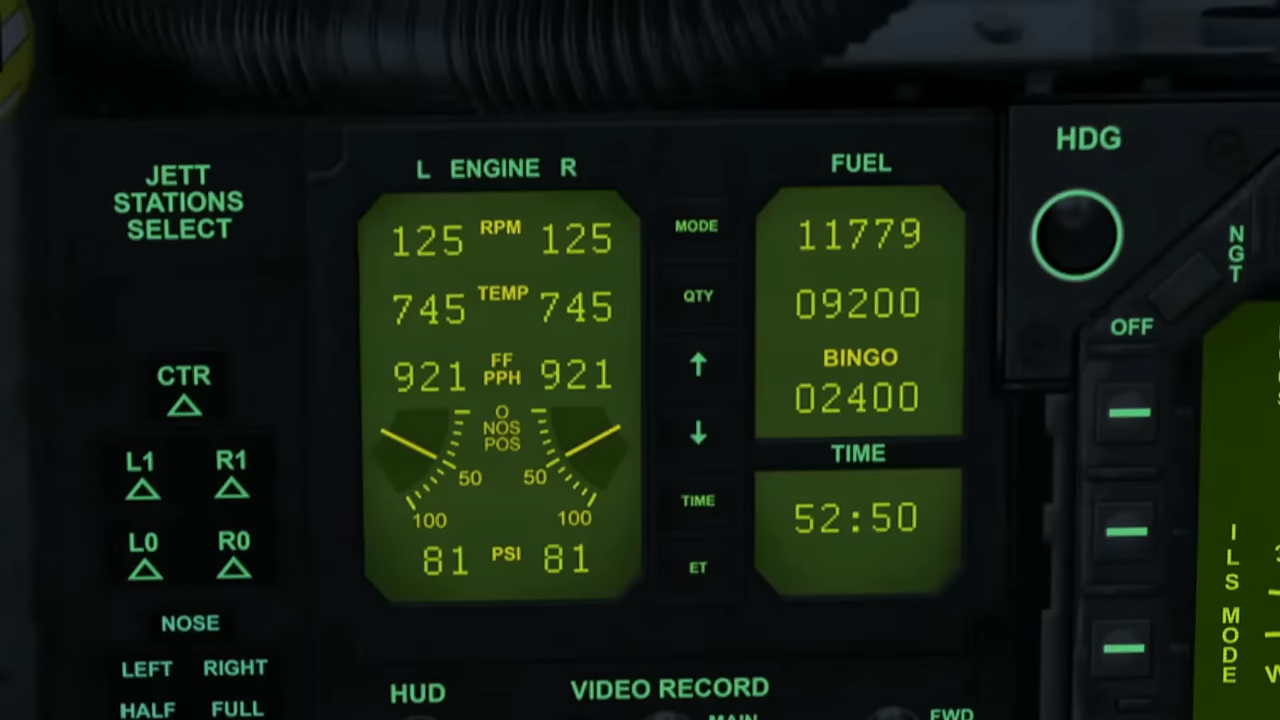 JETT
STATIONS
SELECT
CTR
L1 R1
L0 R0
NOSE
LEFT RIGHT
HALF FULL
L ENGINE R
125 RPM 125
745 TEMP 745
921 FF PPH 921
0
NOS
POS
50 50
100 100
81 PSI 81
MODE
QTY
↑
↓
TIME
ET
FUEL
11779
09200
BINGO
02400
TIME
52:50
HUD
VIDEO RECORD
MAIN
FWD
HDG
NGT
OFF
ILS MODE